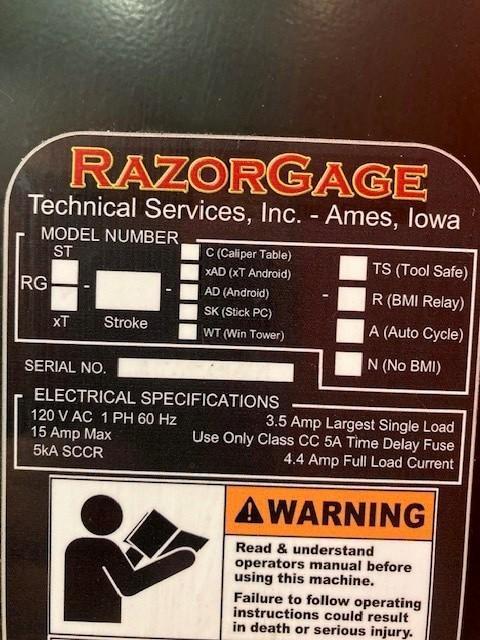 RAZORGAGE
Technical Services, Inc. - Ames, Iowa
MODEL NUMBER
ST
RG - - -
xT
Stroke
C (Caliper Table)
xAD (xT Android)
AD (Android)
SK (Stick PC)
WT (Win Tower)
TS (Tool Safe)
R (BMI Relay)
A (Auto Cycle)
N (No BMI)
SERIAL NO.
ELECTRICAL SPECIFICATIONS
120 V AC 1 PH 60 Hz
15 Amp Max
5kA SCCR
3.5 Amp Largest Single Load
Use Only Class CC 5A Time Delay Fuse
4.4 Amp Full Load Current
WARNING
Read & understand
operators manual before
using this machine.
Failure to follow operating
instructions could result
in death or serious injury.